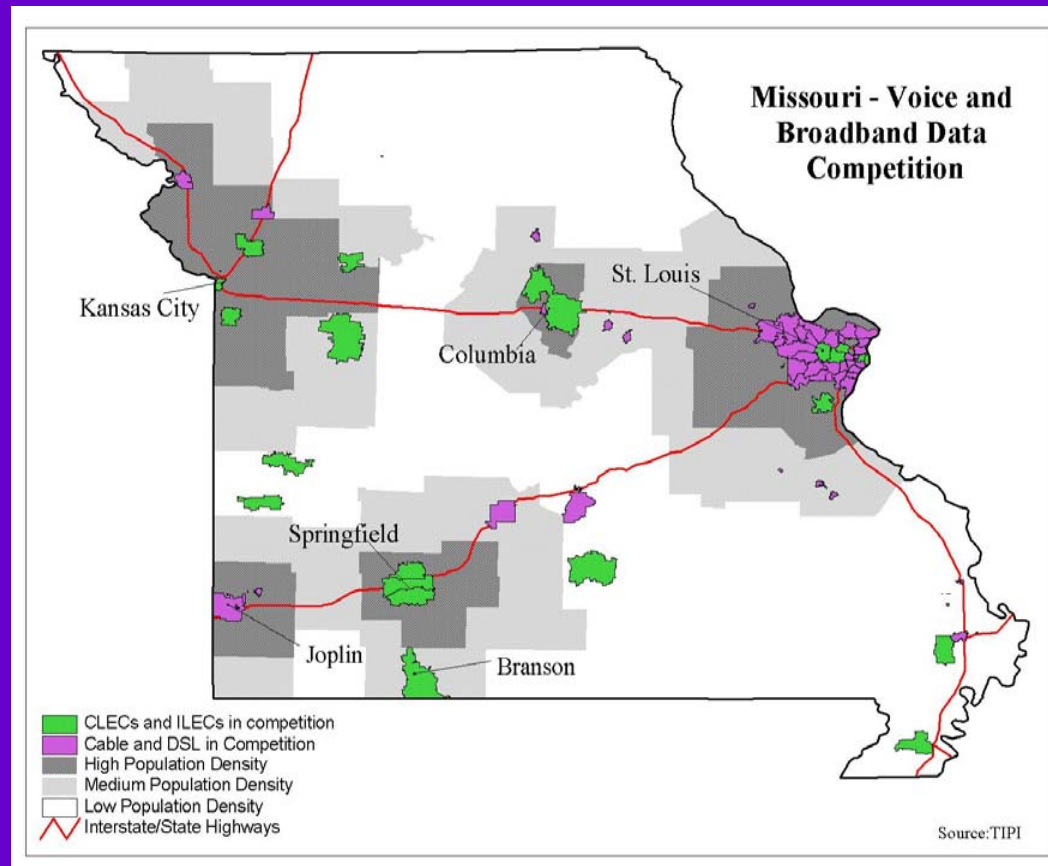 Missouri - Voice and
Broadband Data
Competition
St. Louis
Kansas City
Columbia
Springfield
Joplin
Branson
CLECs and ILECs in competition
Cable and DSL in Competition
High Population Density
Medium Population Density
Low Population Density
Interstate/State Highways
Source:TIPI